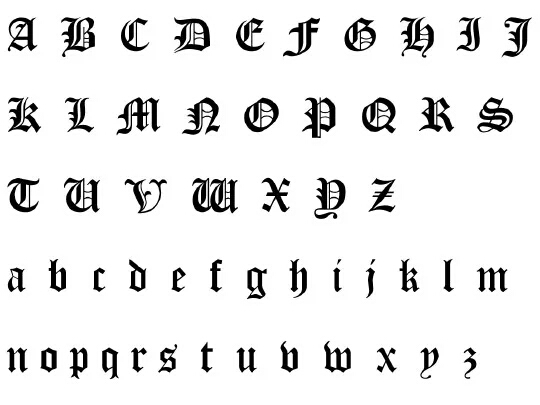 A B C D E F G H I J
K L M N O P Q R S
T U V W X Y Z
a b c d e f g h i j k l m
n o p q r s t u v w x y z